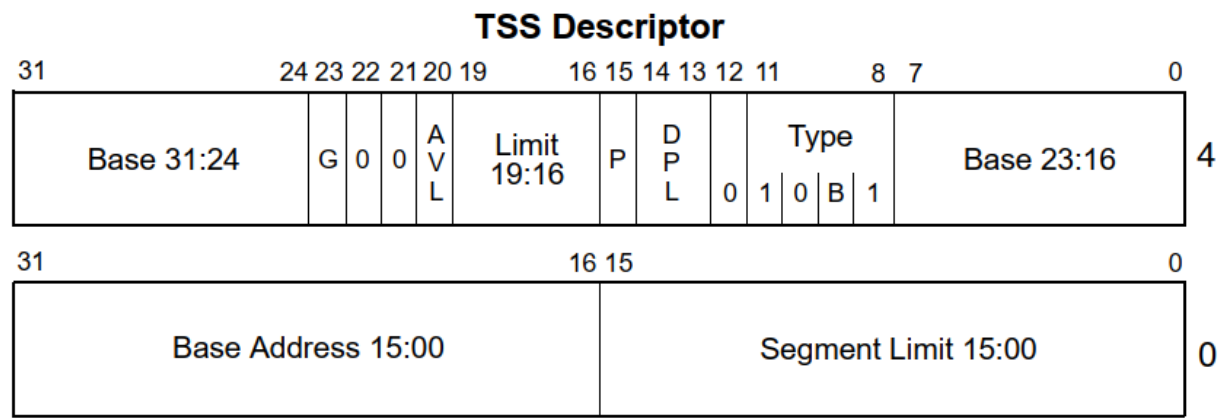 TSS Descriptor
31 24 23 22 21 20 19 16 15 14 13 12 11 8 7 0
Base 31:24 G 0 0 AVL Limit 19:16 P DPL 0 Type 1 0 B 1 Base 23:16 4
31 16 15 0
Base Address 15:00 Segment Limit 15:00 0